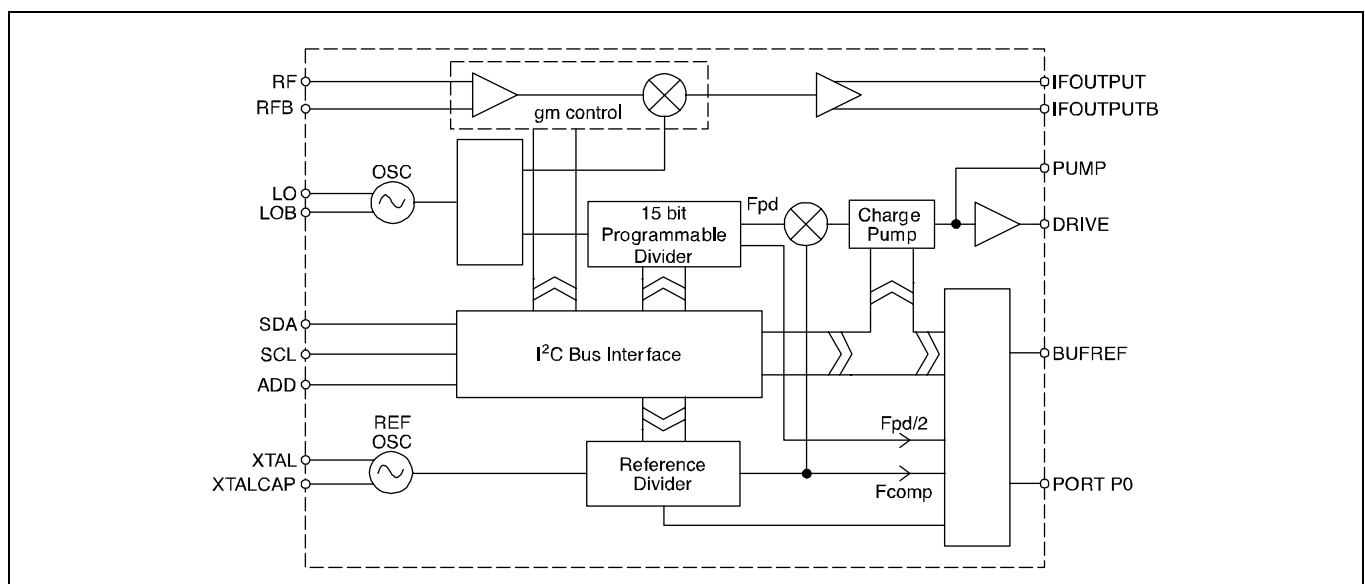 RF
RFB
gm control
IFOUTPUT
IFOUTPUTB
OSC
LO
LOB
15 bit
Programmable
Divider
Fpd
Charge
Pump
PUMP
DRIVE
SDA
SCL
ADD
I²C Bus Interface
BUFREF
REF
OSC
XTAL
XTALCAP
Reference
Divider
Fpd/2
Fcomp
PORT P0